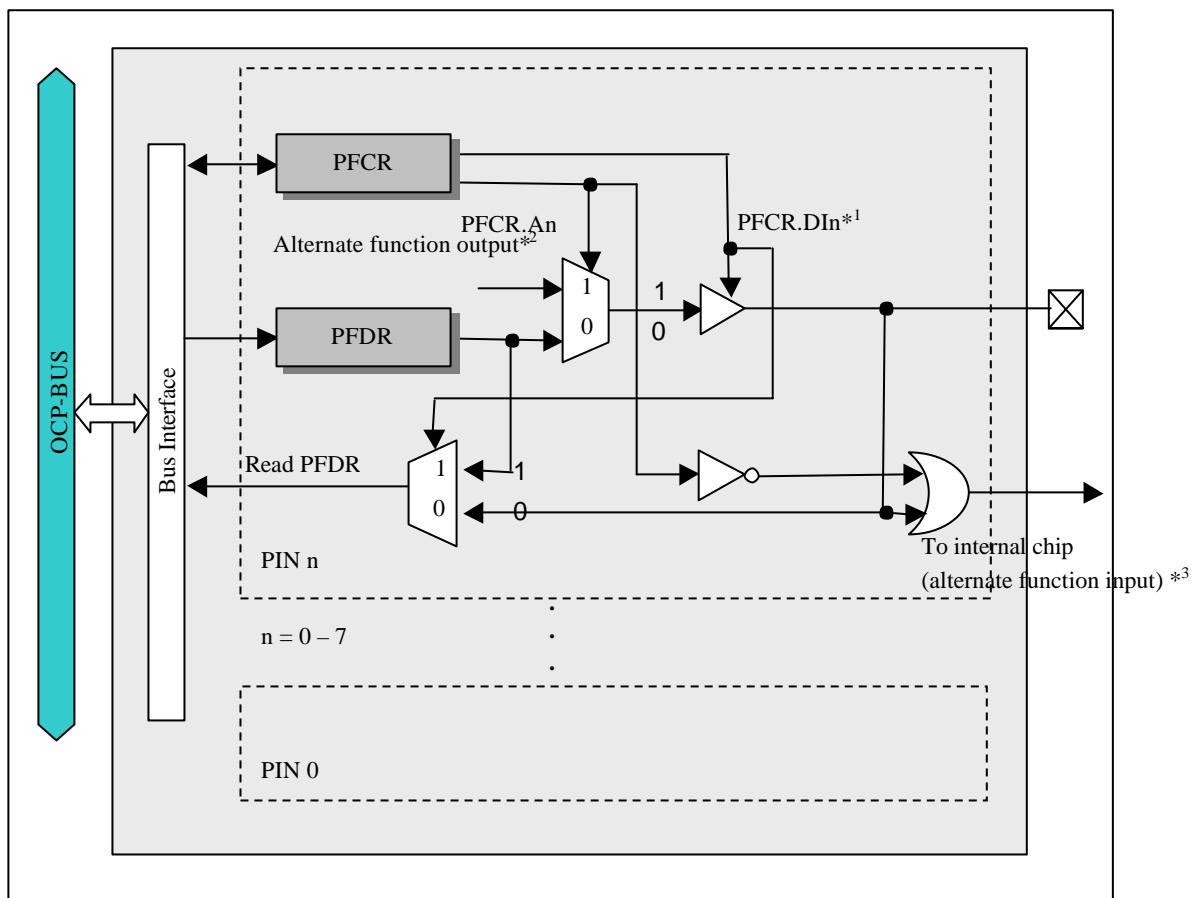 PFCR
PFCR.An
PFCR.DIn*1
Alternate function output*2
1
0
1
0
PFDR
OCP-BUS
Bus Interface
Read PFDR
1
0
1
0
To internal chip
(alternate function input) *3
PIN n
n = 0 – 7
PIN 0